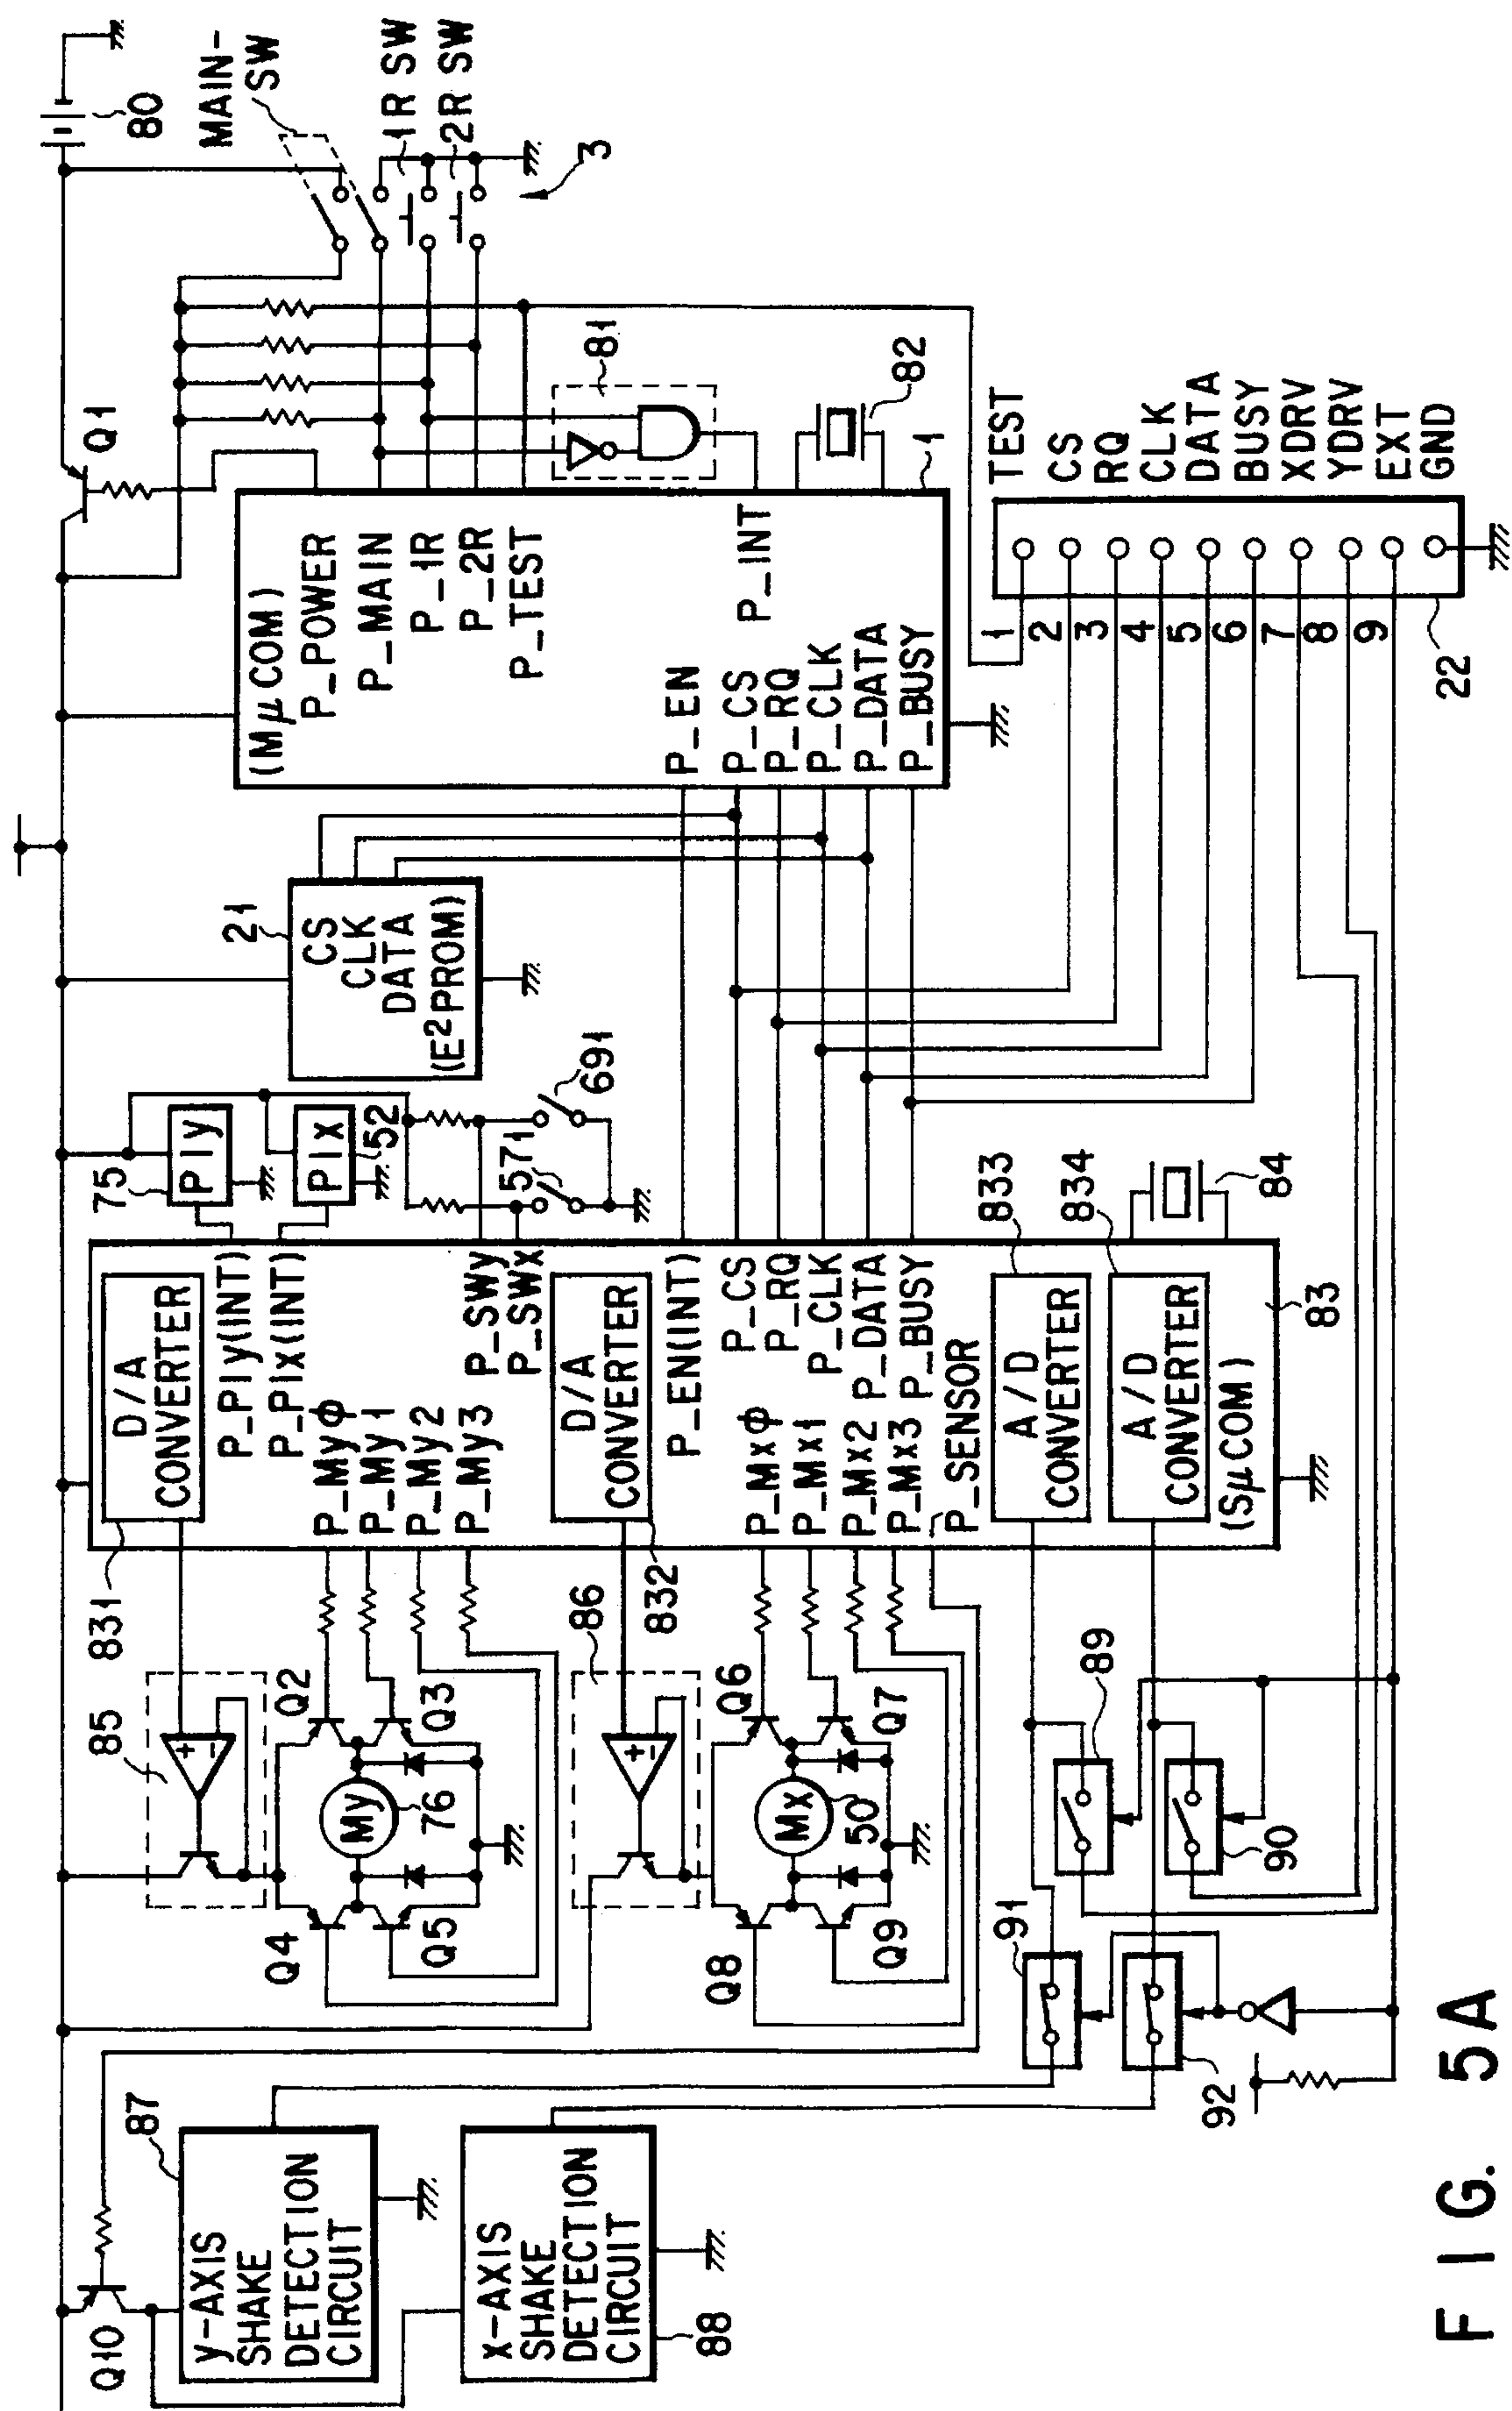 80
MAIN-
SW
1R SW
2R SW
3
Q1
81
82
1
(MμCOM)
P_POWER
P_MAIN
P_1R
P_2R
P_TEST
P_INT
P_EN
P_CS
P_RQ
P_CLK
P_DATA
P_BUSY
TEST
CS
RQ
CLK
DATA
BUSY
XDRV
YDRV
EXT
GND
1
2
3
4
5
6
7
8
9
22
21
CS
CLK
DATA
(E²PROM)
75
PIy
PIx
52
571
691
831
D/A
CONVERTER
P_PIy(INT)
P_PIx(INT)
P_Myϕ
P_My1
P_My2
P_My3
P_SWy
P_SWx
D/A
CONVERTER
832
P_EN(INT)
P_CS
P_RQ
P_CLK
P_DATA
P_BUSY
P_Mxϕ
P_Mx1
P_Mx2
P_Mx3
P_SENSOR
A/D
CONVERTER
833
A/D
CONVERTER
834
(SμCOM)
83
84
85
+
-
Q2
Q3
My
76
Q4
Q5
86
+
-
Q6
Q7
Mx
50
Q8
Q9
89
90
91
92
87
y-AXIS
SHAKE
DETECTION
CIRCUIT
Q10
x-AXIS
SHAKE
DETECTION
CIRCUIT
88
FIG. 5A